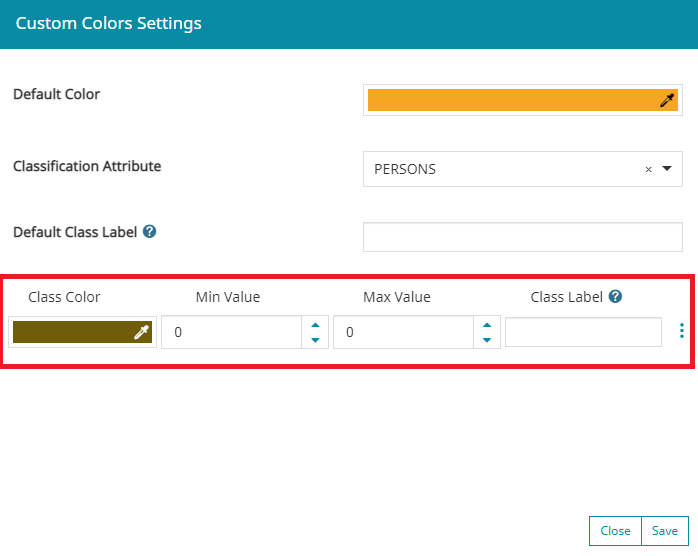 Custom Colors Settings
Default Color
Classification Attribute
PERSONS
Default Class Label
Class Color Min Value Max Value Class Label
0 0
Close Save